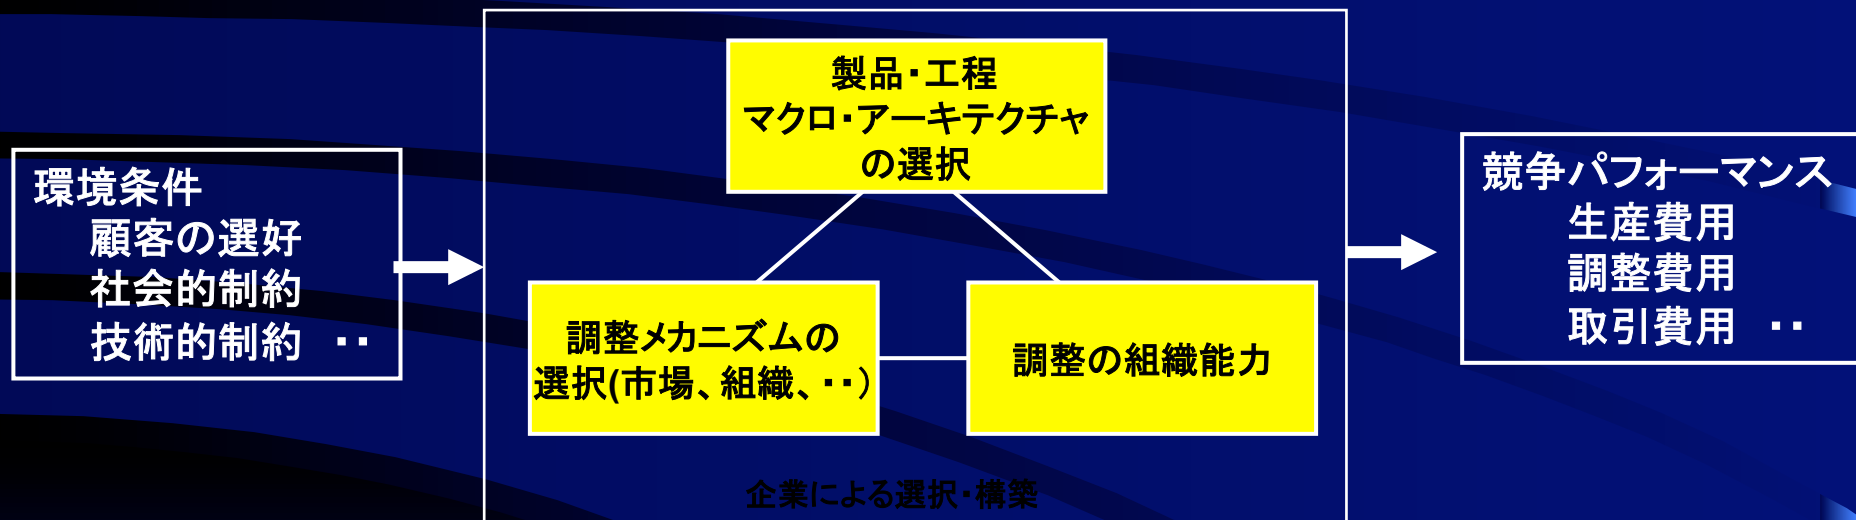 製品・工程
マクロ・アーキテクチャ
の選択
環境条件
顧客の選好
社会的制約
技術的制約 ・・
調整メカニズムの
選択(市場、組織、・・)
調整の組織能力
企業による選択・構築
競争パフォーマンス
生産費用
調整費用
取引費用 ・・